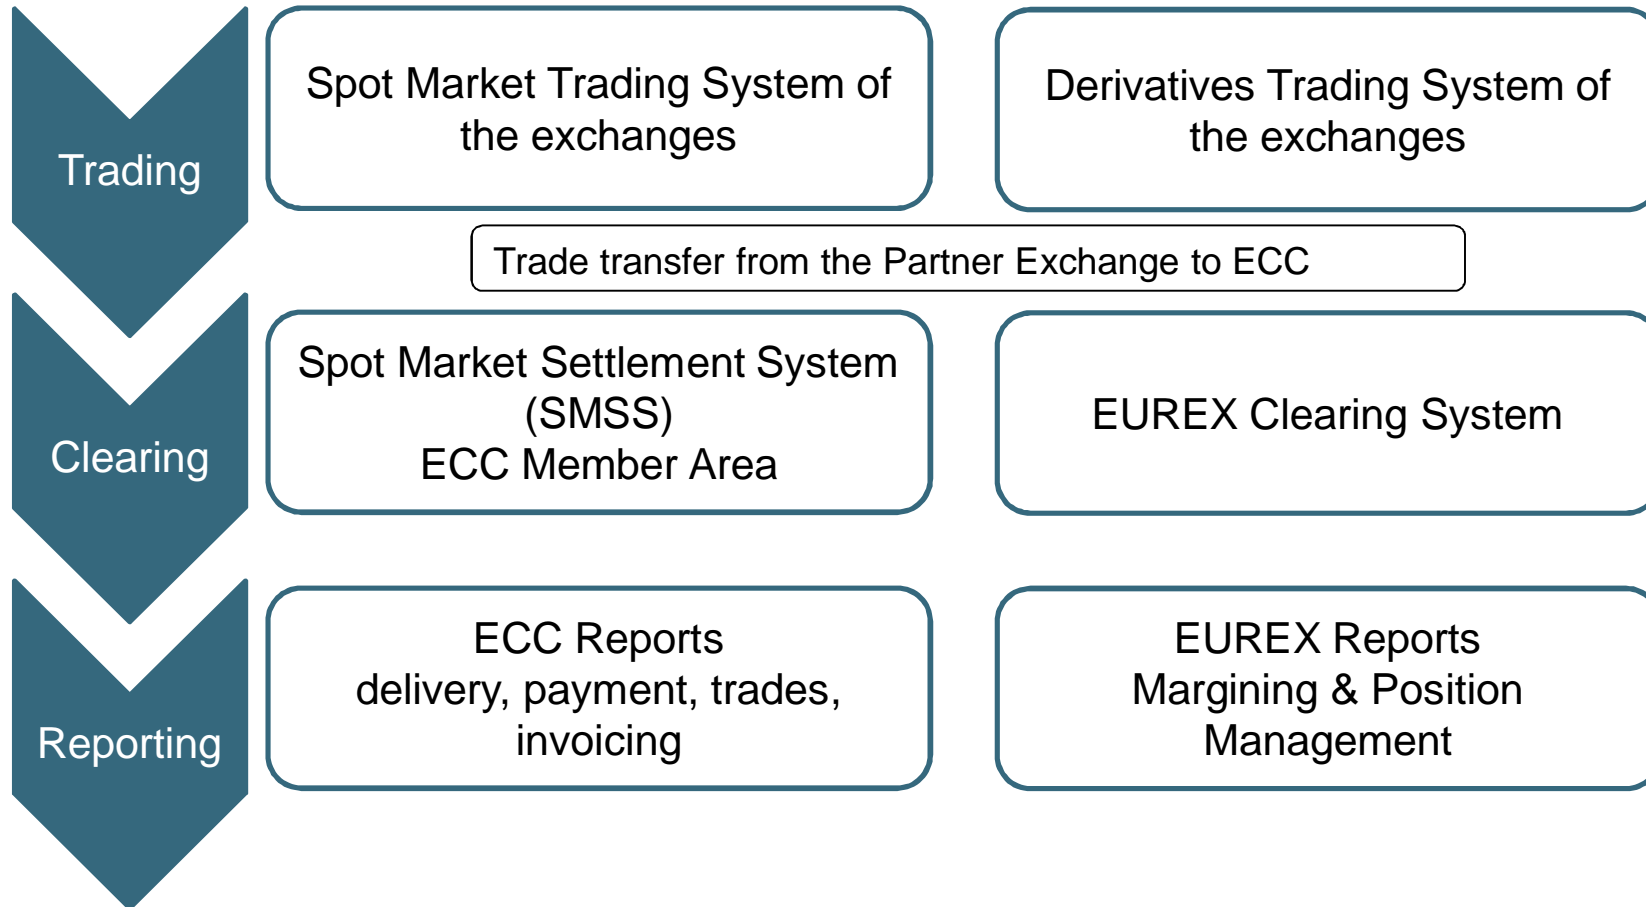 Trading
Spot Market Trading System of
the exchanges
Derivatives Trading System of
the exchanges
Trade transfer from the Partner Exchange to ECC
Clearing
Spot Market Settlement System
(SMSS)
ECC Member Area
EUREX Clearing System
Reporting
ECC Reports
delivery, payment, trades,
invoicing
EUREX Reports
Margining & Position
Management